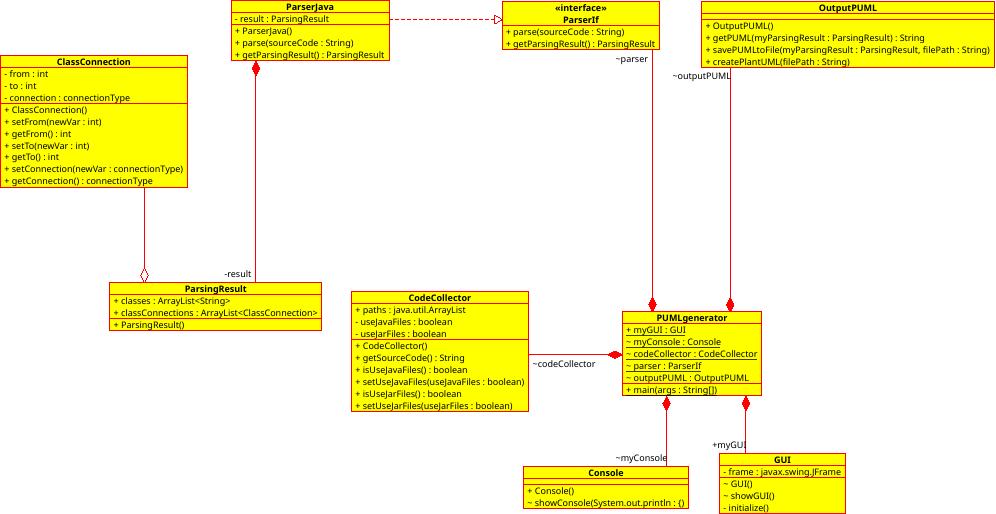 ParserJava
- result : ParsingResult
+ ParserJava()
+ parse(sourceCode : String)
+ getParsingResult() : ParsingResult
«interface»
ParserIf
+ parse(sourceCode : String)
+ getParsingResult() : ParsingResult
OutputPUML
+ OutputPUML()
+ getPUML(myParsingResult : ParsingResult) : String
+ savePUMLtoFile(myParsingResult : ParsingResult, filePath : String)
+ createPlantUML(filePath : String)
~parser
~outputPUML
ClassConnection
- from : int
- to : int
- connection : connectionType
+ ClassConnection()
+ setFrom(newVar : int)
+ getFrom() : int
+ setTo(newVar : int)
+ getTo() : int
+ setConnection(newVar : connectionType)
+ getConnection() : connectionType
-result
ParsingResult
+ classes : ArrayList<String>
+ classConnections : ArrayList<ClassConnection>
+ ParsingResult()
CodeCollector
+ paths : java.util.ArrayList
- useJavaFiles : boolean
- useJarFiles : boolean
+ CodeCollector()
+ getSourceCode() : String
+ isUseJavaFiles() : boolean
+ setUseJavaFiles(useJavaFiles : boolean)
+ isUseJarFiles() : boolean
+ setUseJarFiles(useJarFiles : boolean)
~codeCollector
PUMLgenerator
+ myGUI : GUI
~ myConsole : Console
~ codeCollector : CodeCollector
~ parser : ParserIf
~ outputPUML : OutputPUML
+ main(args : String[])
~myConsole
+myGUI
Console
+ Console()
~ showConsole(System.out.println : {)
GUI
- frame : javax.swing.JFrame
~ GUI()
~ showGUI()
- initialize()